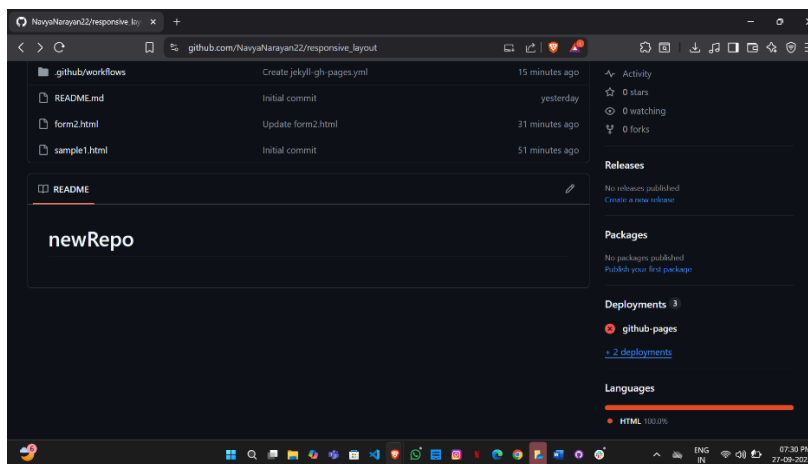 NavyaNarayan22/responsive_lay
github.com/NavyaNarayan22/responsive_layout
.github/workflows Create jekyll-gh-pages.yml 15 minutes ago
README.md Initial commit yesterday
form2.html Update form2.html 31 minutes ago
sample1.html Initial commit 51 minutes ago
README
newRepo
Activity
0 stars
0 watching
0 forks
Releases
No releases published
Create a new release
Packages
No packages published
Publish your first package
Deployments 3
github-pages
+ 2 deployments
Languages
HTML 100.0%
6
ENG
IN
07:30 PM
27-09-202